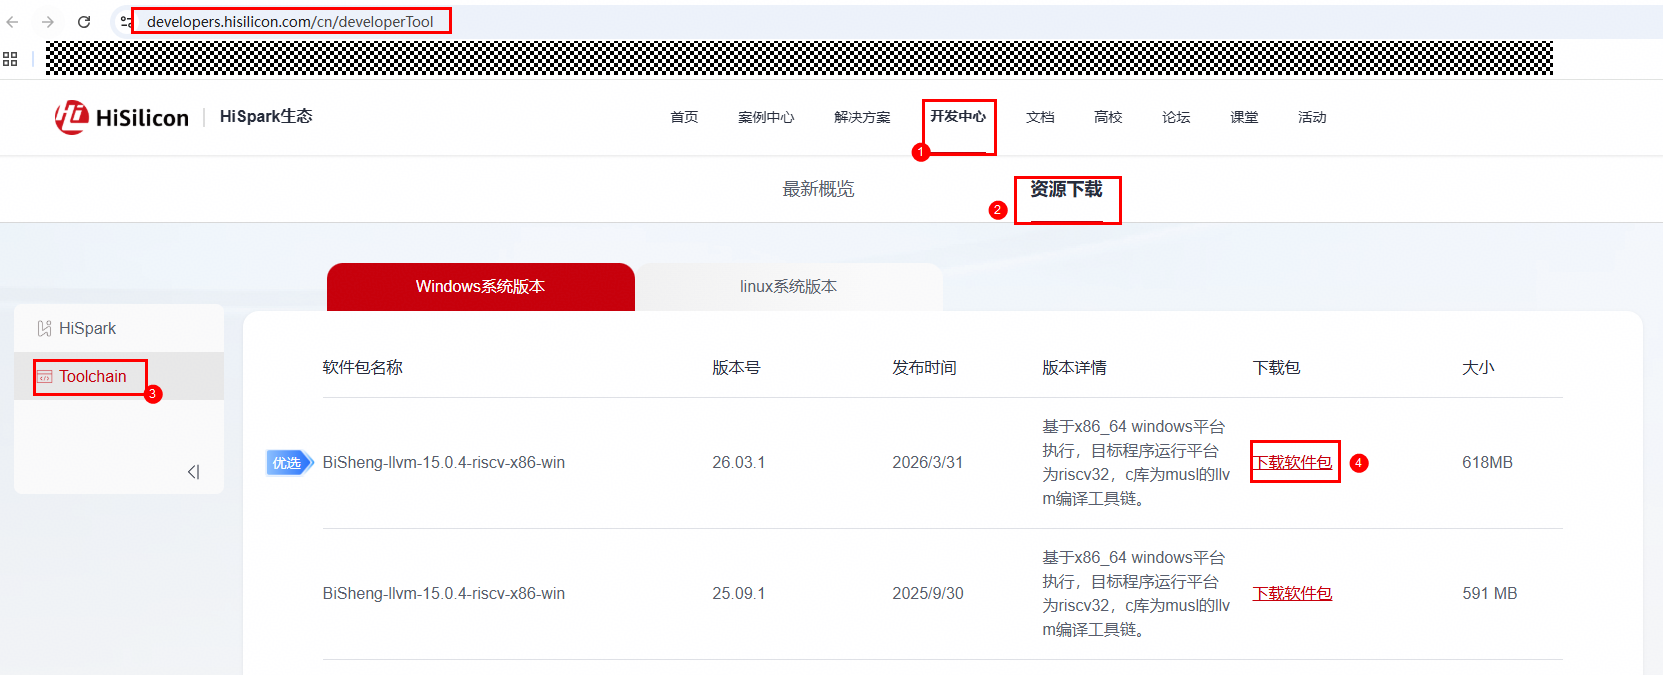 developers.hisilicon.com/cn/developerTool
HiSilicon HiSpark生态 首页 案例中心 解决方案 开发中心 文档 高校 论坛 课堂 活动
1
最新概览 资源下载
2
Windows系统版本 linux系统版本
HiSpark
Toolchain
3
软件包名称 版本号 发布时间 版本详情 下载包 大小
优选 BiSheng-llvm-15.0.4-riscv-x86-win 26.03.1 2026/3/31
基于x86_64 windows平台
执行，目标程序运行平台
为riscv32，c库为musl的llv
m编译工具链。
下载软件包 4 618MB
BiSheng-llvm-15.0.4-riscv-x86-win 25.09.1 2025/9/30
基于x86_64 windows平台
执行，目标程序运行平台
为riscv32，c库为musl的llv
m编译工具链。
下载软件包 591 MB